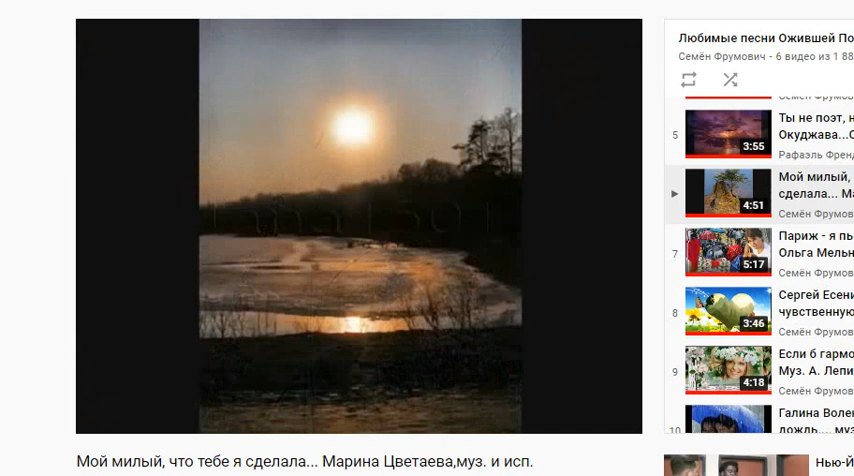 Любимые песни Ожившей По
Семён Фрумович - 6 видео из 1 88
5
3:55
Ты не поэт, н
Окуджава...С
Рафаэль Френд
4:51
Мой милый,
сделала... Ма
Семён Фрумов
7
5:17
Париж - я пь
Ольга Мельн
Семён Фрумов
8
3:46
Сергей Есени
чувственную
Семён Фрумов
9
4:18
Если б гармо
Муз. А. Лепи
Семён Фрумов
10
Галина Волен
дождь.... муз
Мой милый, что тебе я сделала... Марина Цветаева,муз. и исп.
Нью-Й